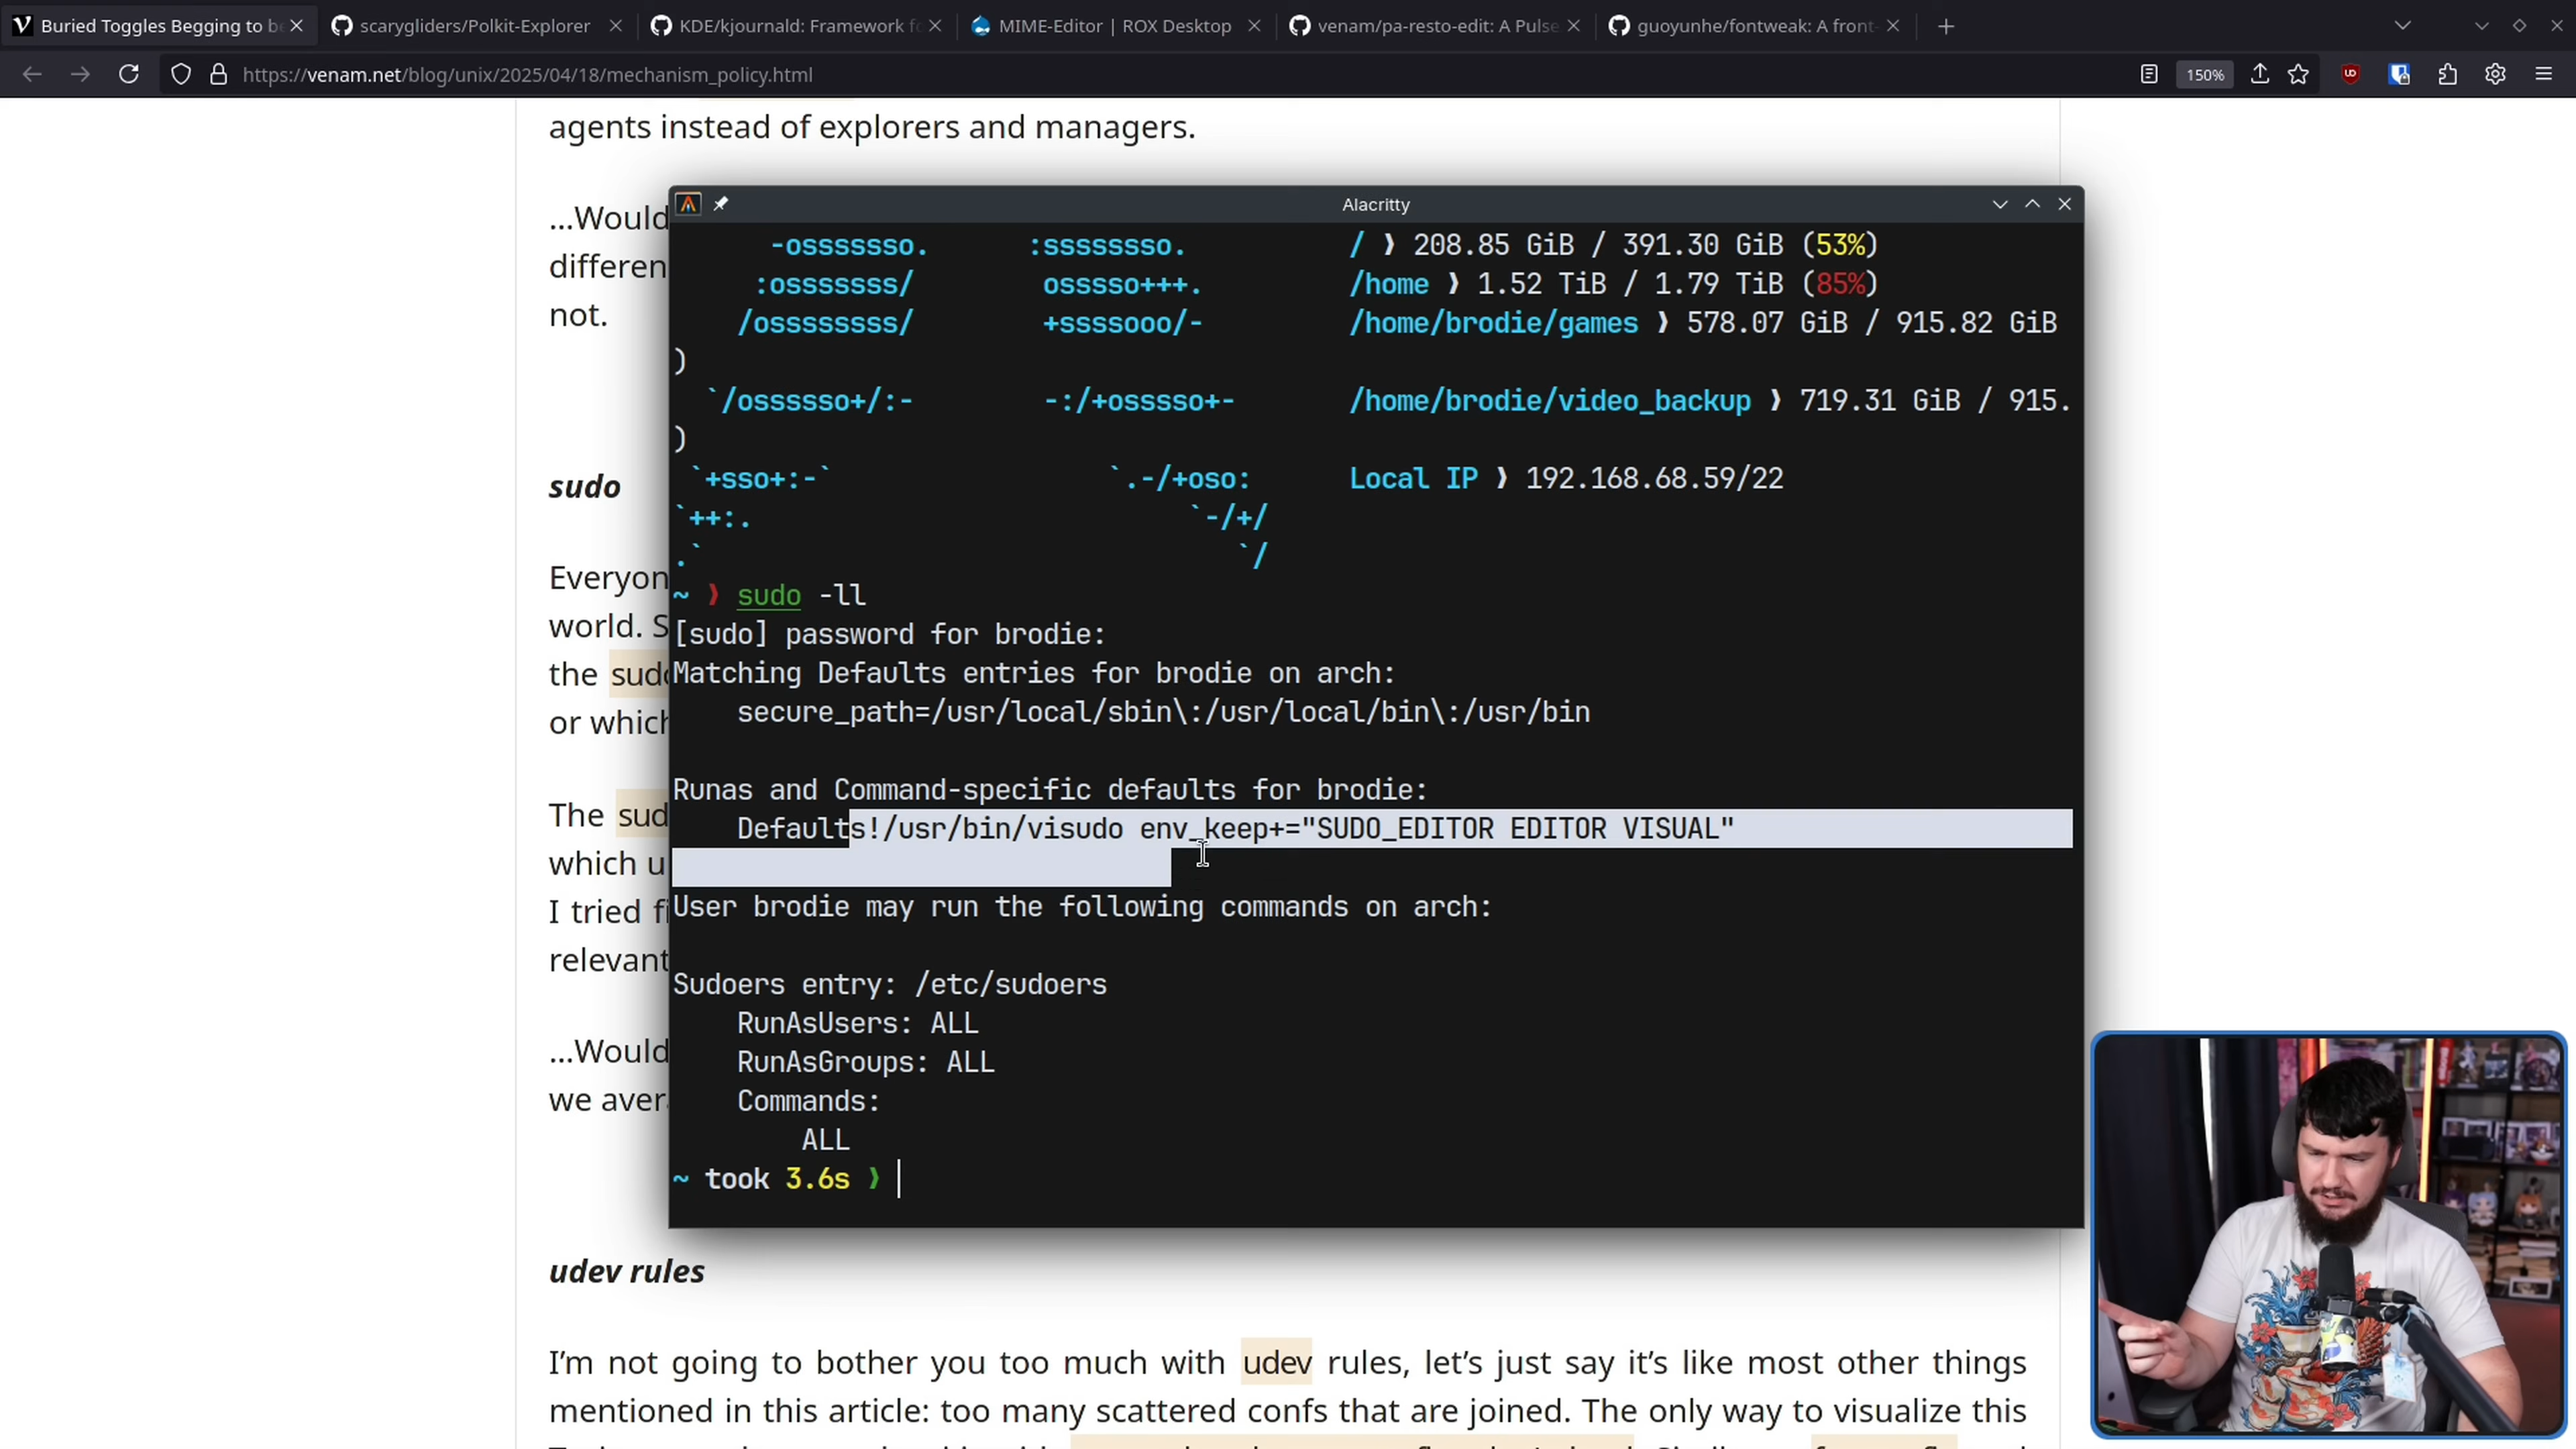 Buried Toggles Begging to be
scarygliders/Polkit-Explorer
KDE/kjournald: Framework fo
MIME-Editor | ROX Desktop
venam/pa-resto-edit: A Pulse
guoyunhe/fontweak: A front-
https://venam.net/blog/unix/2025/04/18/mechanism_policy.html
150%
agents instead of explorers and managers.
…Would
differen
not.
sudo
Everyon
world. S
the sudo
or which
The sud
which u
I tried fi
relevant
…Would
we aver
Alacritty
-osssssso.          :ssssssso.          / ❱ 208.85 GiB / 391.30 GiB (53%)
:osssssss/          osssso+++.          /home ❱ 1.52 TiB / 1.79 TiB (85%)
/ossssssss/          +ssssooo/-          /home/brodie/games ❱ 578.07 GiB / 915.82 GiB
)
`/ossssso+/:-          -:/+osssso+-          /home/brodie/video_backup ❱ 719.31 GiB / 915.
)
`+sso+:-`          `.-/+oso:          Local IP ❱ 192.168.68.59/22
`++:.          `-/+/
.`          `/
~ ❱ sudo -ll
[sudo] password for brodie:
Matching Defaults entries for brodie on arch:
secure_path=/usr/local/sbin\:/usr/local/bin\:/usr/bin
Runas and Command-specific defaults for brodie:
Defaults!/usr/bin/visudo env_keep+="SUDO_EDITOR EDITOR VISUAL"
User brodie may run the following commands on arch:
Sudoers entry: /etc/sudoers
RunAsUsers: ALL
RunAsGroups: ALL
Commands:
ALL
~ took 3.6s ❱
udev rules
I’m not going to bother you too much with udev rules, let’s just say it’s like most other things
mentioned in this article: too many scattered confs that are joined. The only way to visualize this